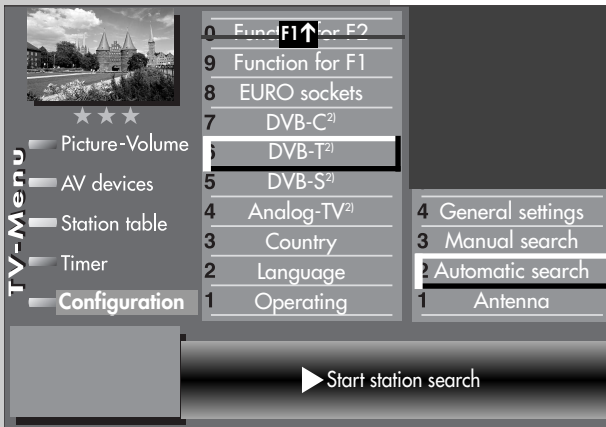 TV-Menu
Picture-Volume
AV devices
Station table
Timer
Configuration
0 Function for F2
F1↑
9 Function for F1
8 EURO sockets
7 DVB-C2)
6 DVB-T2)
5 DVB-S2)
4 Analog-TV2)
3 Country
2 Language
1 Operating
4 General settings
3 Manual search
2 Automatic search
1 Antenna
Start station search